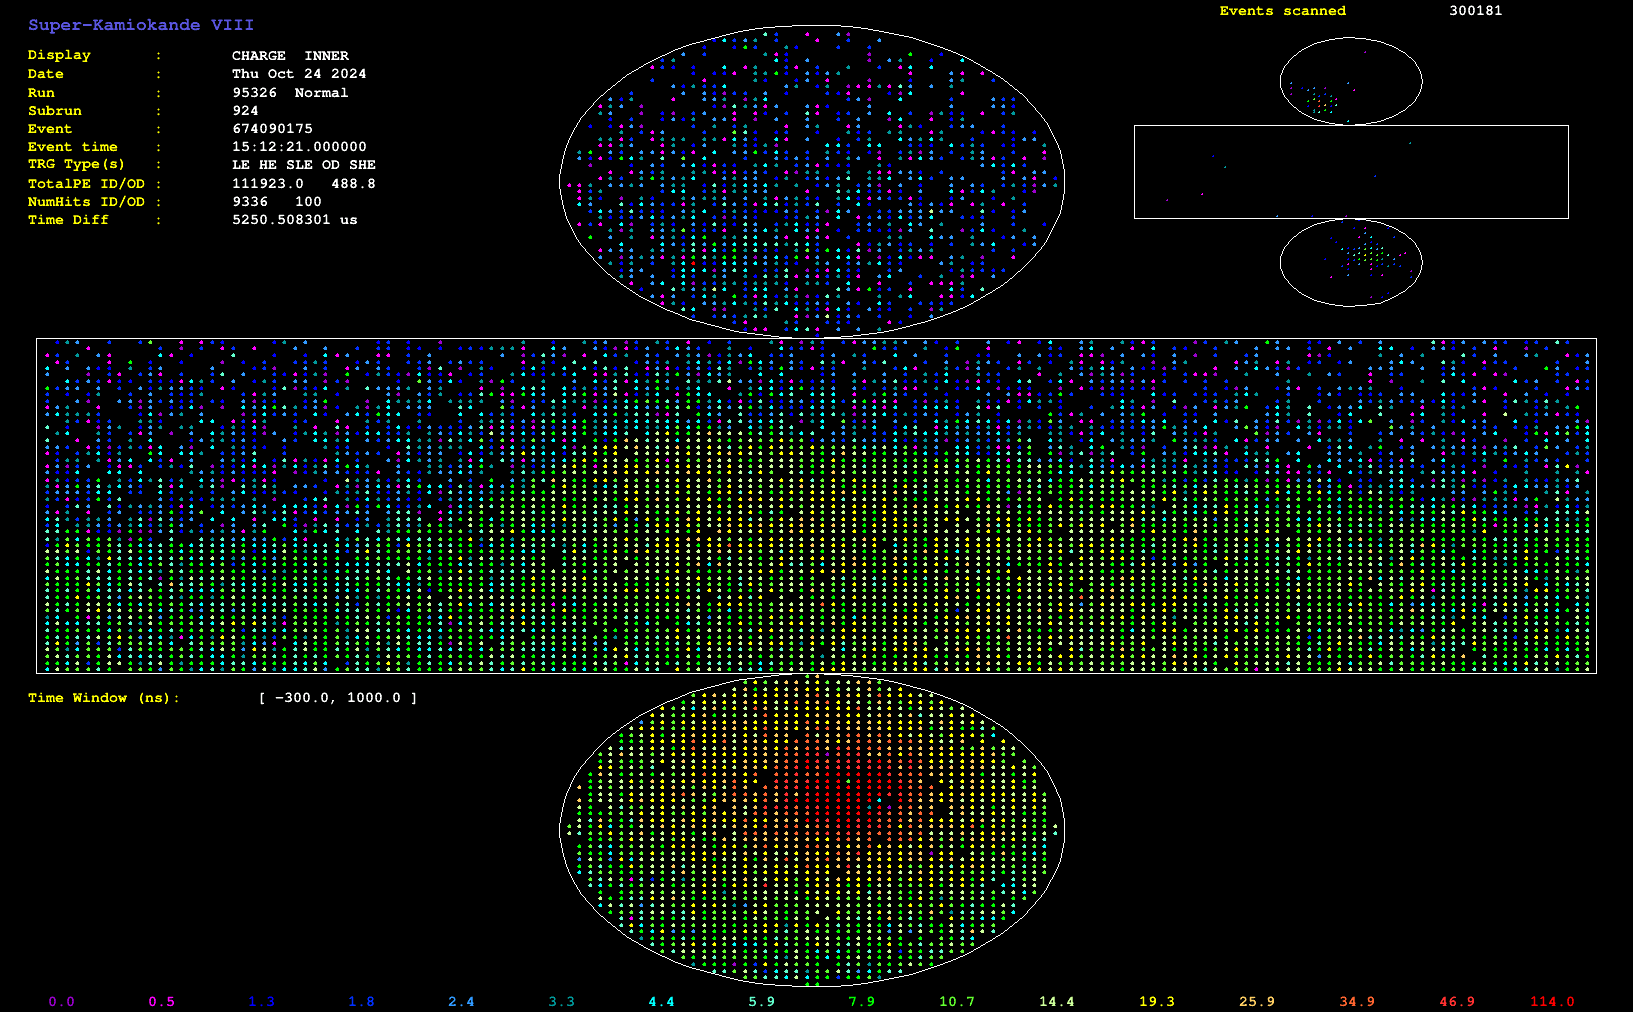 Super-Kamiokande VIII
Events scanned 300181
Display : CHARGE INNER
Date : Thu Oct 24 2024
Run : 95326 Normal
Subrun : 924
Event : 674090175
Event time : 15:12:21.000000
TRG Type(s) : LE HE SLE OD SHE
TotalPE ID/OD : 111923.0 488.8
NumHits ID/OD : 9336 100
Time Diff : 5250.508301 us
Time Window (ns): [ -300.0, 1000.0 ]
0.0 0.5 1.3 1.8 2.4 3.3 4.4 5.9 7.9 10.7 14.4 19.3 25.9 34.9 46.9 114.0